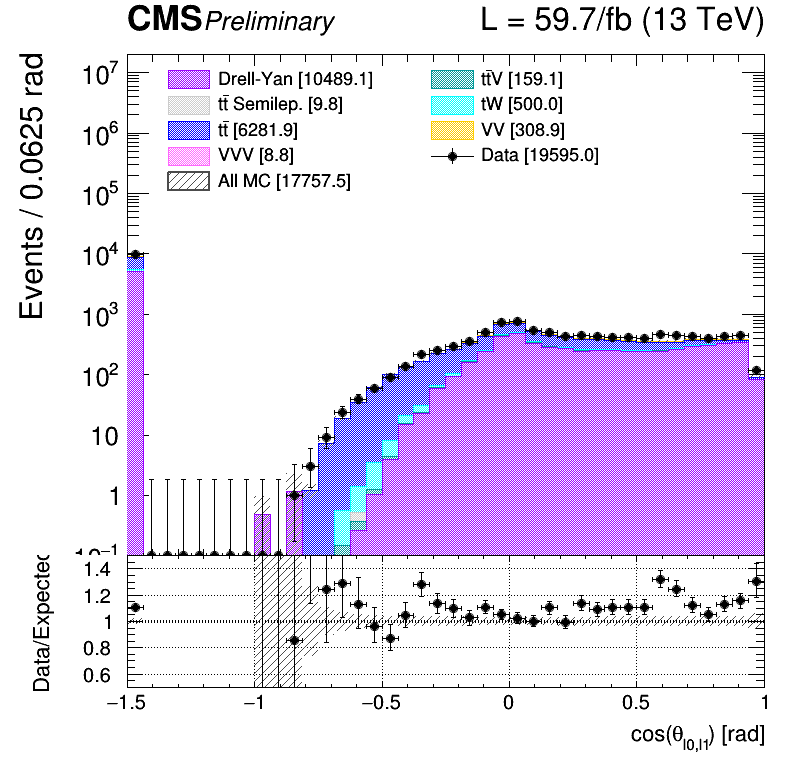 CMS Preliminary L = 59.7/fb (13 TeV)
Events / 0.0625 rad
10⁷
10⁶
10⁵
10⁴
10³
10²
10
1
10⁻¹
Drell-Yan [10489.1]
tt̄ Semilep. [9.8]
tt̄ [6281.9]
VVV [8.8]
All MC [17757.5]
tt̄V [159.1]
tW [500.0]
VV [308.9]
Data [19595.0]
Data/Expected
1.4
1.2
1
0.8
0.6
−1.5 −1 −0.5 0 0.5 1
cos(θl0,l1) [rad]